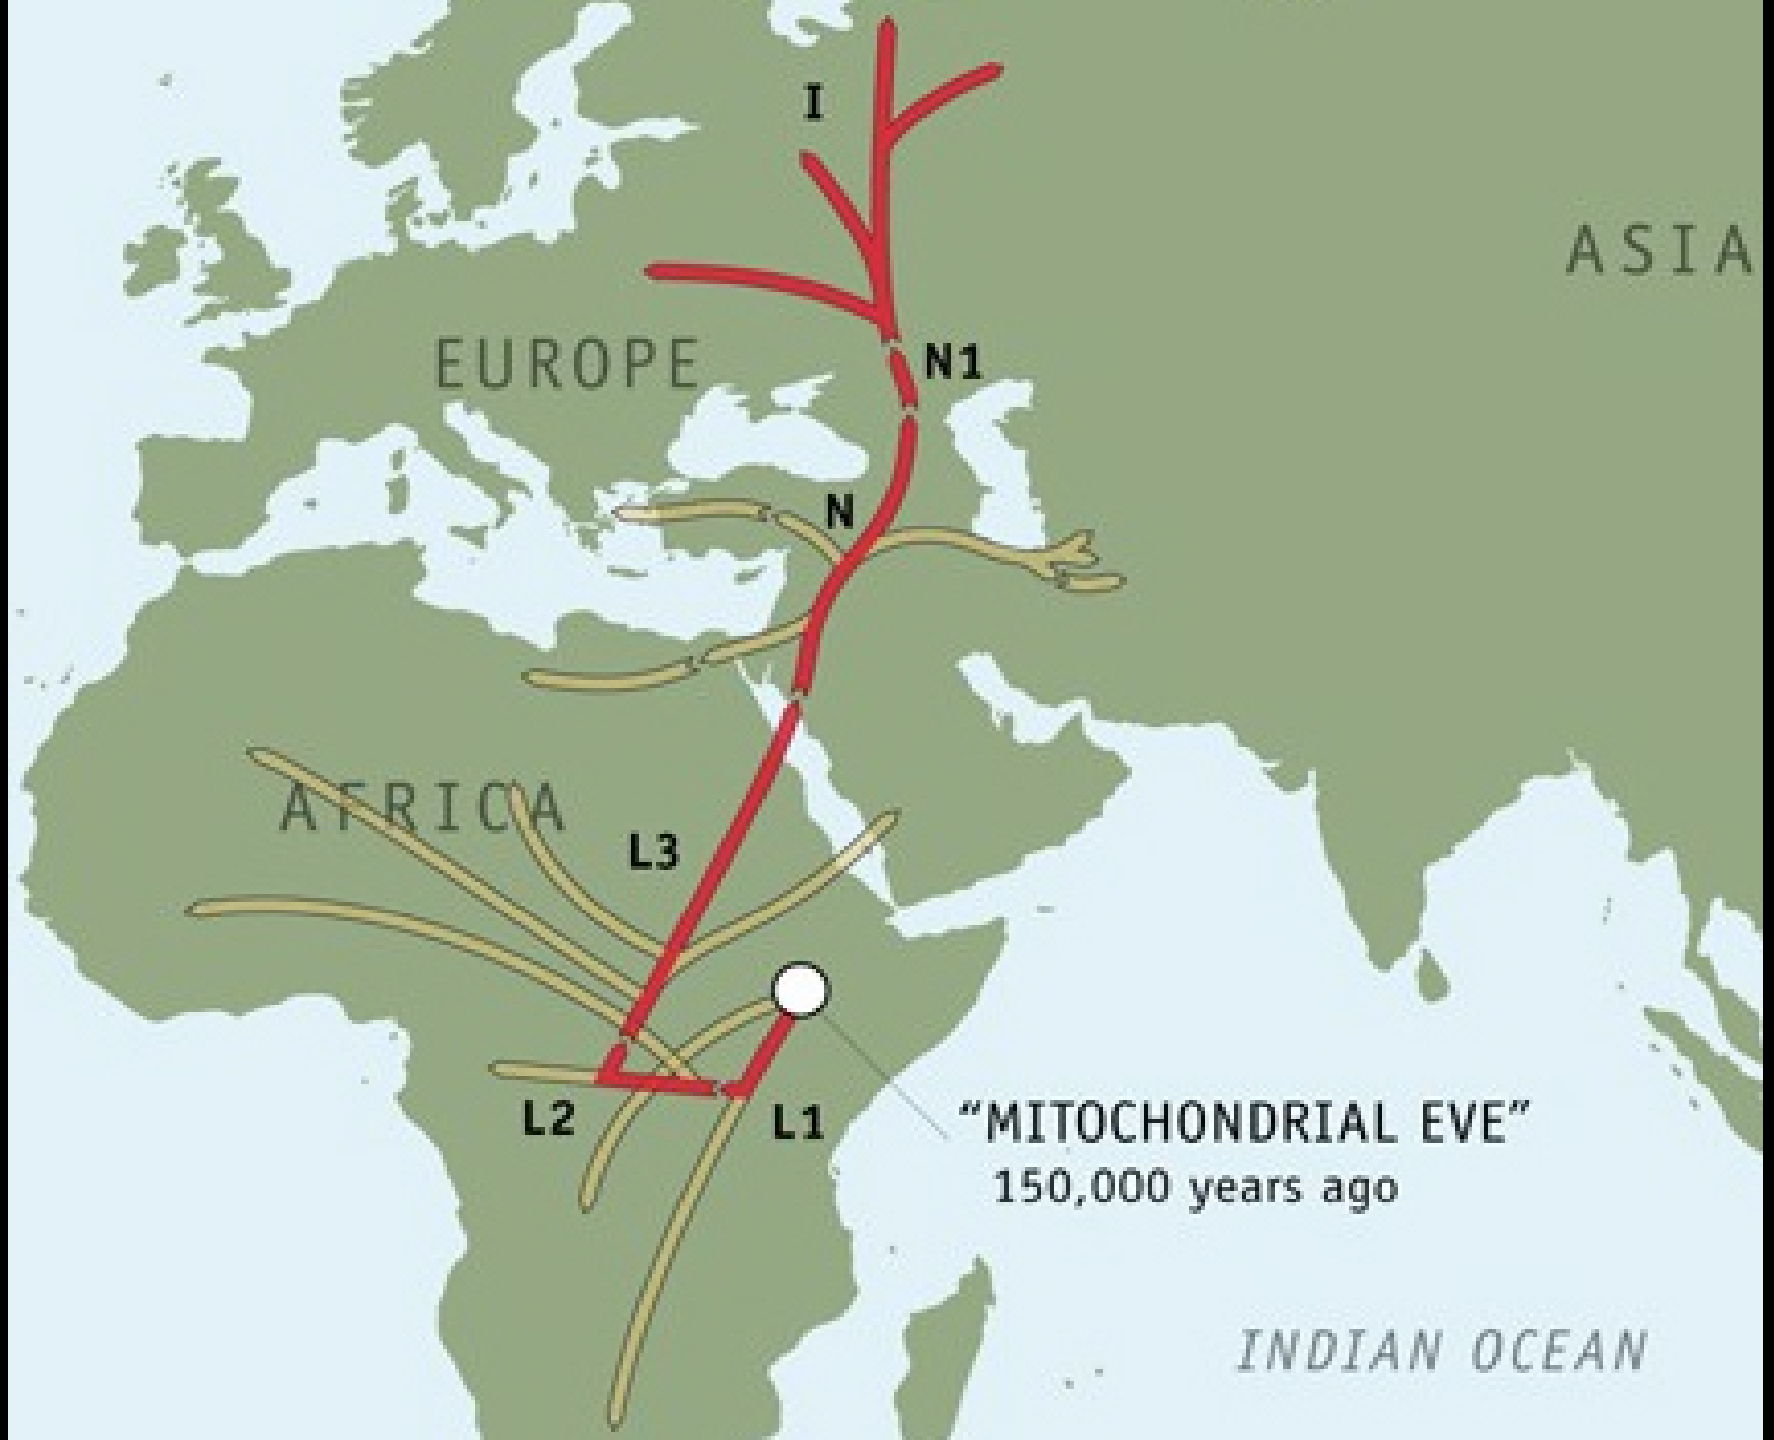 I
ASIA
EUROPE
N1
N
AFRICA
L3
L2
L1
“MITOCHONDRIAL EVE”
150,000 years ago
INDIAN OCEAN